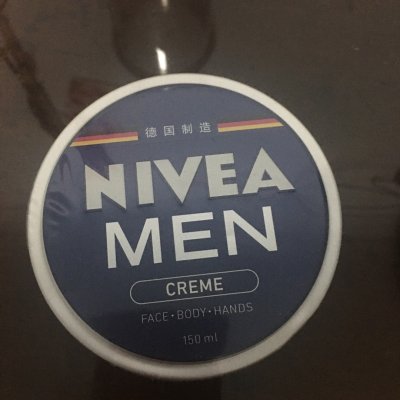 德国制造
NIVEA
MEN
CREME
FACE•BODY•HANDS
150 ml